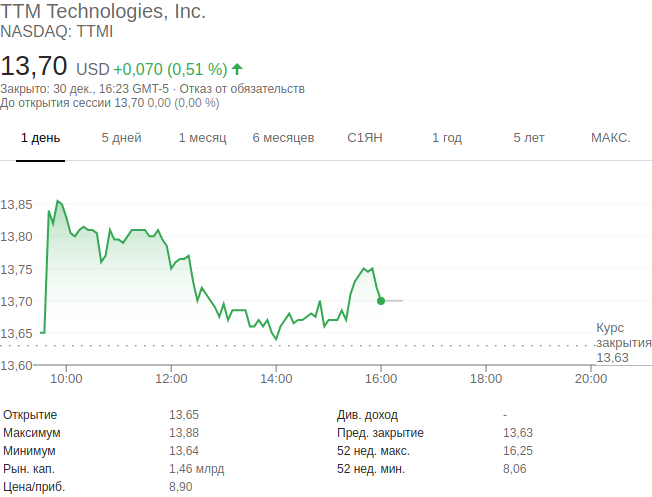 TTM Technologies, Inc.
NASDAQ: TTMI
13,70 USD +0,070 (0,51 %)
Закрыто: 30 дек., 16:23 GMT-5 · Отказ от обязательств
До открытия сессии 13,70 0,00 (0,00 %)
1 день 5 дней 1 месяц 6 месяцев С1ЯН 1 год 5 лет МАКС.
13,85
13,80
13,75
13,70
13,65
Курс
закрытия
13,63
13,60
10:00 12:00 14:00 16:00 18:00 20:00
Открытие 13,65 Див. доход -
Максимум 13,88 Пред. закрытие 13,63
Минимум 13,64 52 нед. макс. 16,25
Рын. кап. 1,46 млрд 52 нед. мин. 8,06
Цена/приб. 8,90